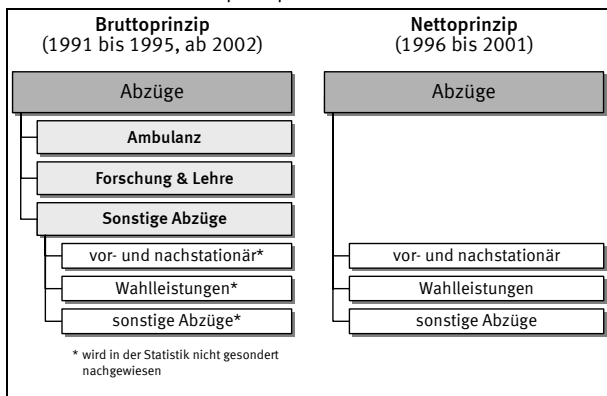 Bruttoprinzip
(1991 bis 1995, ab 2002)
Abzüge
Ambulanz
Forschung & Lehre
Sonstige Abzüge
vor- und nachstationär*
Wahlleistungen*
sonstige Abzüge*
* wird in der Statistik nicht gesondert
nachgewiesen
Nettoprinzip
(1996 bis 2001)
Abzüge
vor- und nachstationär
Wahlleistungen
sonstige Abzüge